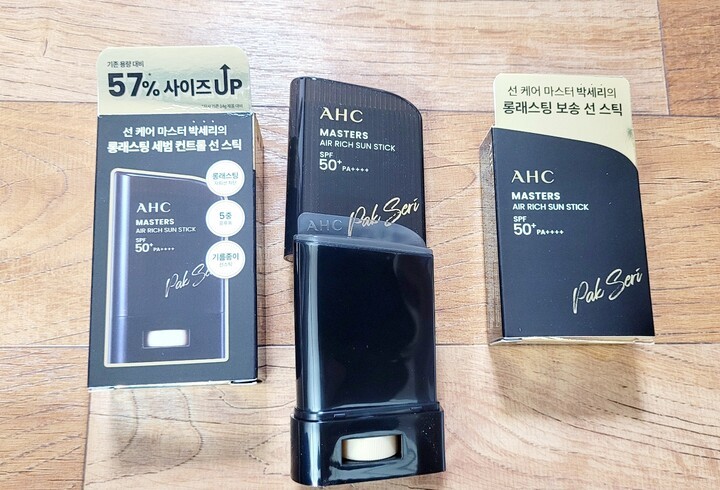 기존 용량 대비
57% 사이즈 UP
선 케어 마스터 박세리의
롱래스팅 세범 컨트롤 선 스틱
AHC
MASTERS
AIR RICH SUN STICK
SPF
50+ PA++++
Pak Seri
롱래스팅
5중
기름종이
AHC
MASTERS
AIR RICH SUN STICK
SPF
50+ PA++++
Pak Seri
AHC
선 케어 마스터 박세리의
롱래스팅 보송 선 스틱
AHC
MASTERS
AIR RICH SUN STICK
SPF
50+ PA++++
Pak Seri